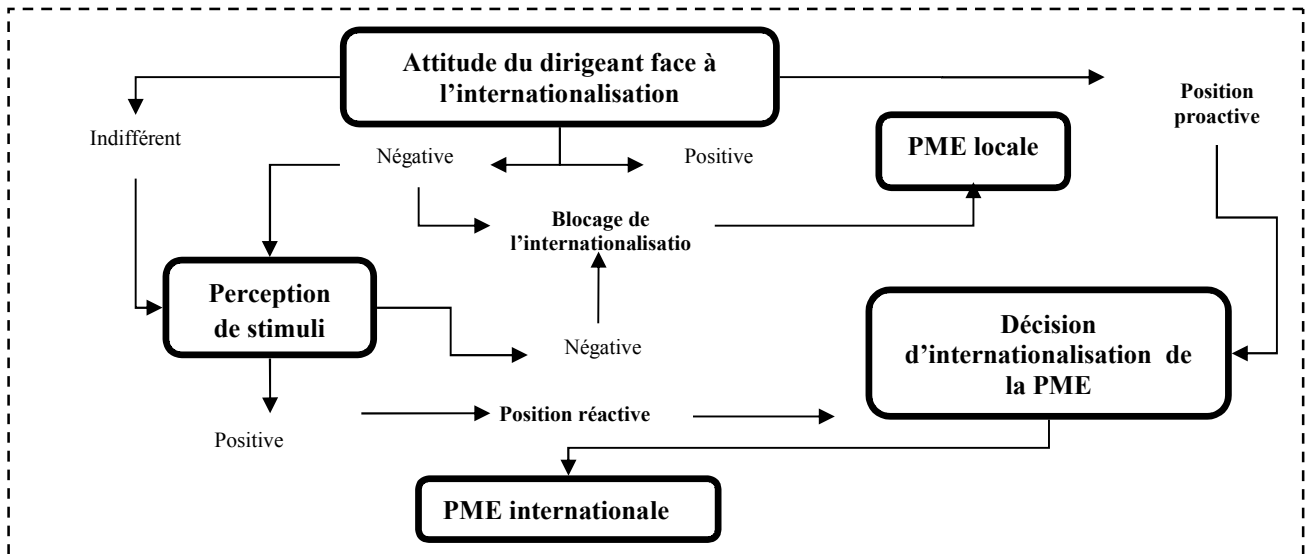 Attitude du dirigeant face à
l'internationalisation
Position
proactive
Indifférent
Négative
Positive
PME locale
Blocage de
l'internationalisatio
Perception
de stimuli
Négative
Décision
d'internationalisation de
la PME
Position réactive
Positive
PME internationale